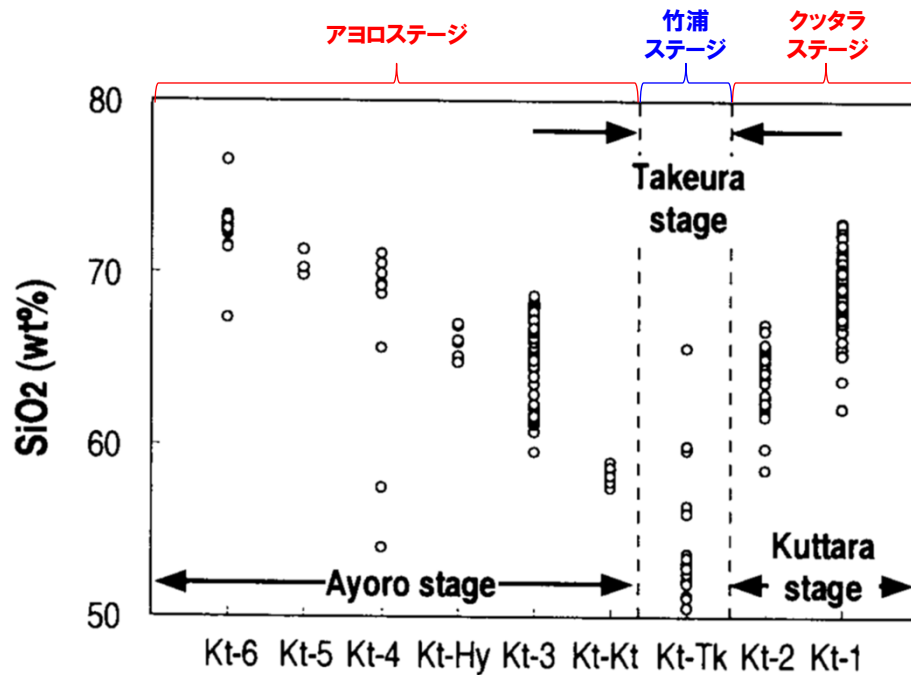 アヨロステージ
竹浦
ステージ
クッタラ
ステージ
80
70
60
50
SiO2 (wt%)
Takeura
stage
Ayoro stage
Kuttara
stage
Kt-6 Kt-5 Kt-4 Kt-Hy Kt-3 Kt-Kt Kt-Tk Kt-2 Kt-1